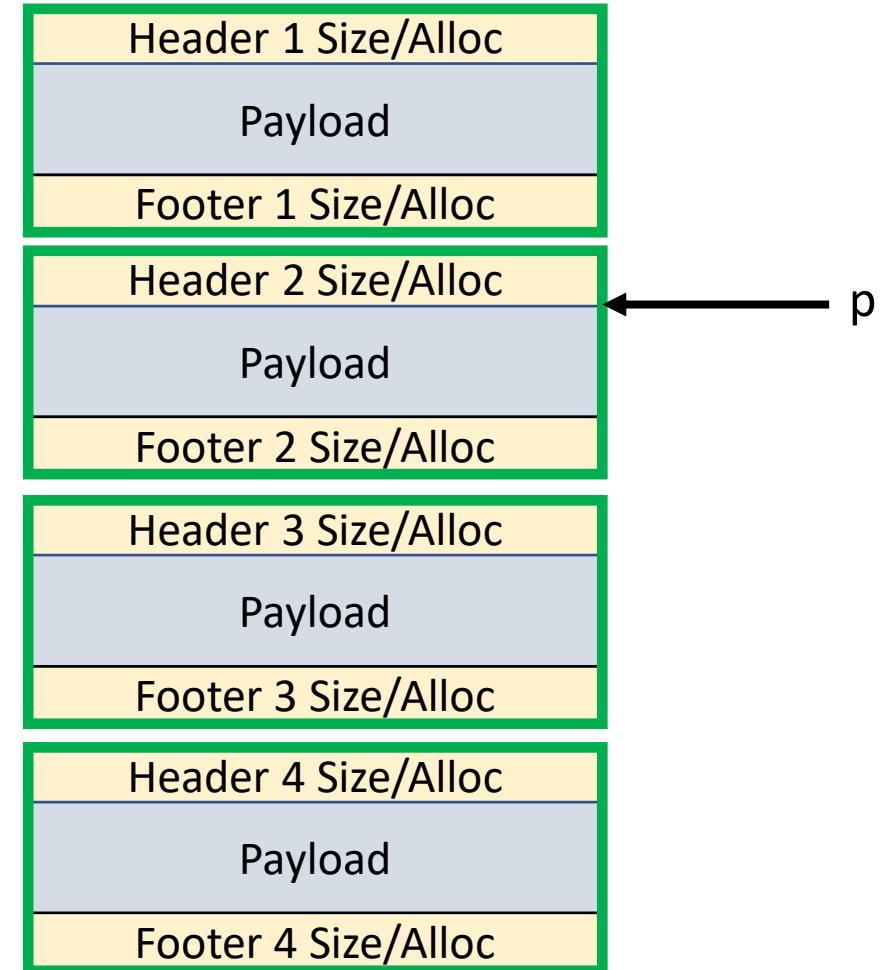 Header 1 Size/Alloc
Payload
Footer 1 Size/Alloc
Header 2 Size/Alloc
p
Payload
Footer 2 Size/Alloc
Header 3 Size/Alloc
Payload
Footer 3 Size/Alloc
Header 4 Size/Alloc
Payload
Footer 4 Size/Alloc